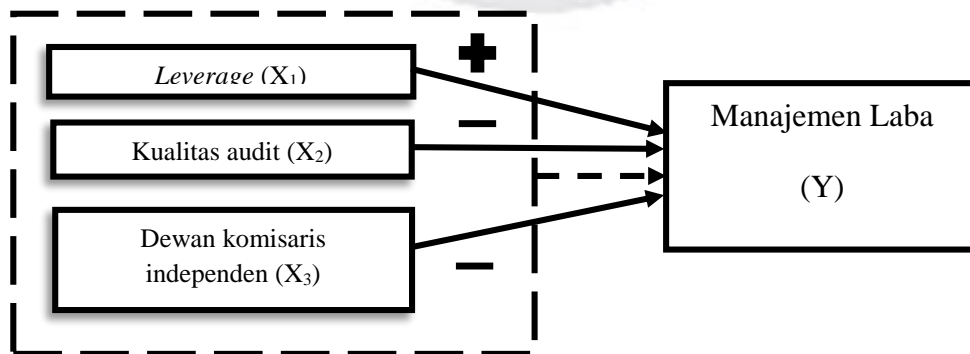 +
Leverage (X1)
−
Kualitas audit (X2)
Dewan komisaris
independen (X3)
−
Manajemen Laba
(Y)